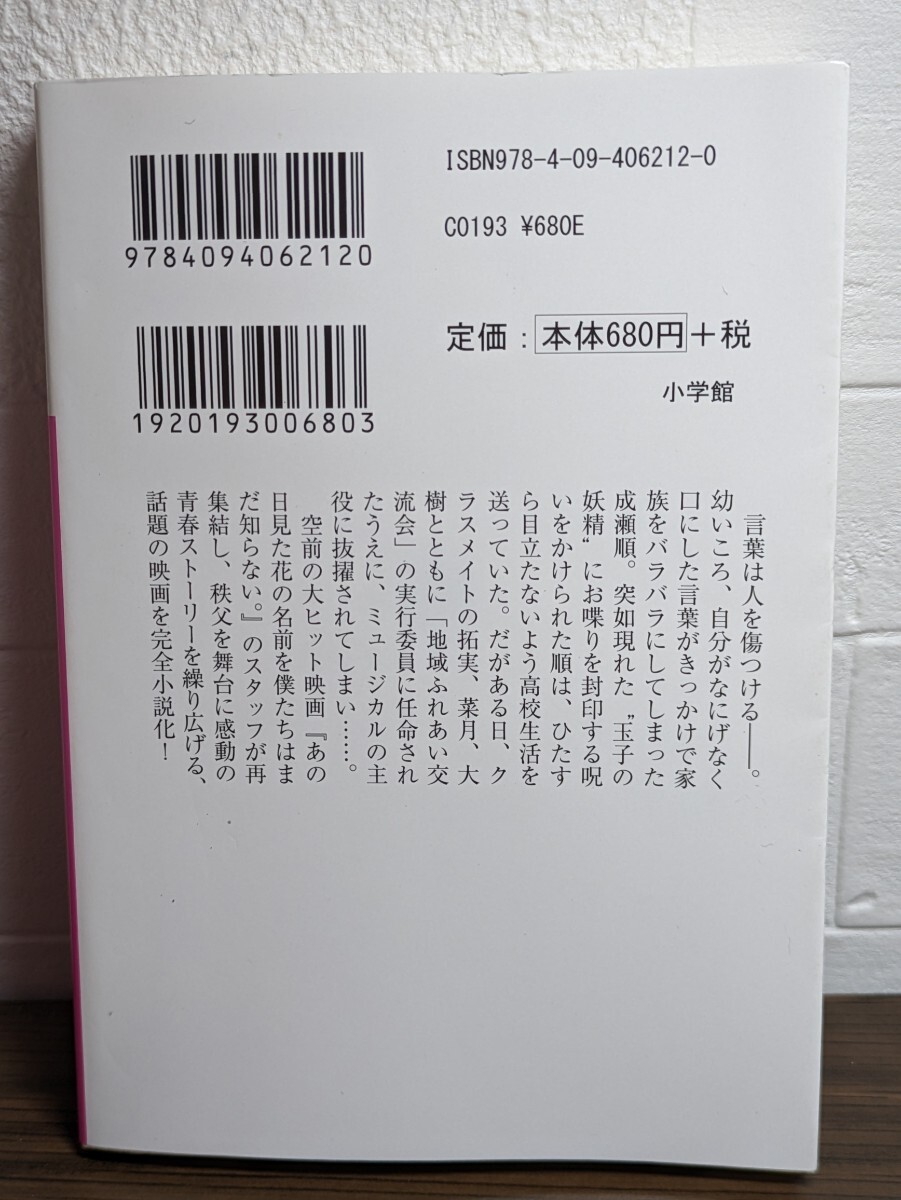 ISBN978-4-09-406212-0
9784094062120
C0193 ¥680E
定価：本体680円＋税
1920193006803
小学館
言葉は人を傷つける――。
幼いころ、自分がなにげなく
口にした言葉がきっかけで家
族をバラバラにしてしまった
成瀬順。突如現れた〝玉子の
妖精〟にお喋りを封印する呪
いをかけられた順は、ひたす
ら目立たないよう高校生活を
送っていた。だがある日、ク
ラスメイトの拓実、菜月、大
樹とともに「地域ふれあい交
流会」の実行委員に任命され
たうえに、ミュージカルの主
役に抜擢されてしまい……。
空前の大ヒット映画『あの
日見た花の名前を僕たちはま
だ知らない。』のスタッフが再
集結し、秩父を舞台に感動の
青春ストーリーを繰り広げる、
話題の映画を完全小説化！